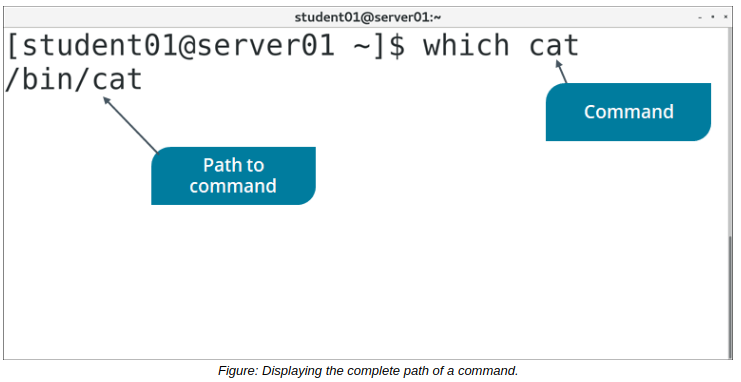 student01@server01:~
[student01@server01 ~]$ which cat
/bin/cat
Command
Path to
command
Figure: Displaying the complete path of a command.